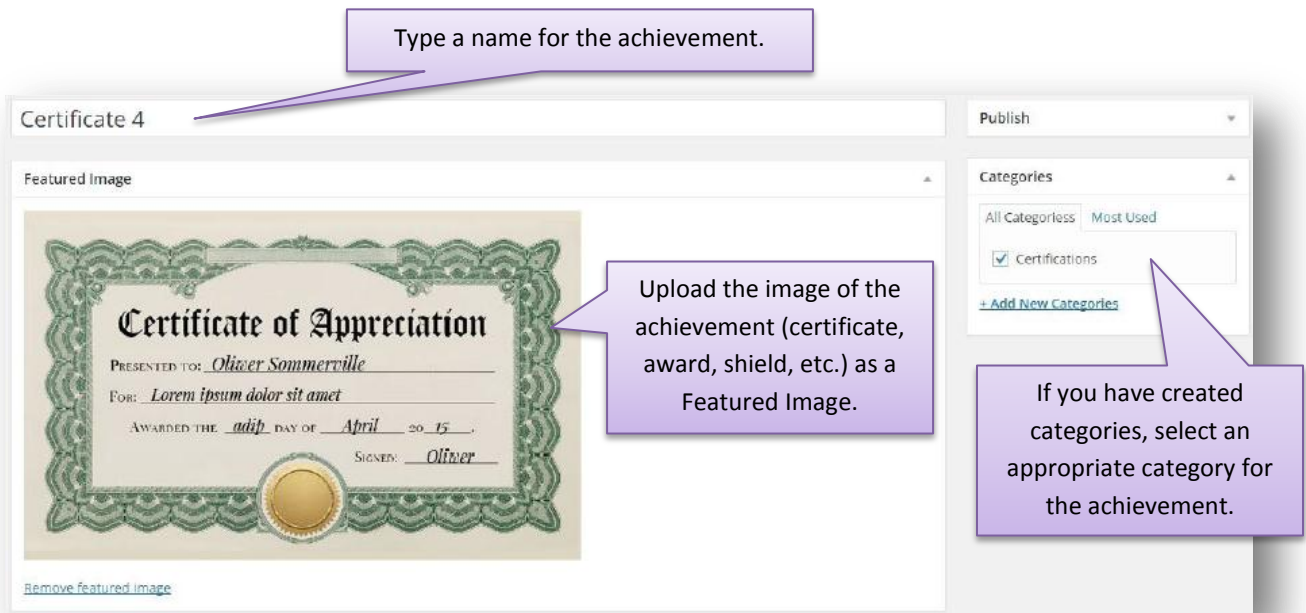 Type a name for the achievement.
Certificate 4
Publish
Featured Image
Categories
All Categoriess Most Used
Certifications
+ Add New Categories
Certificate of Appreciation
PRESENTED TO: Oliver Sommerville
FOR: Lorem ipsum dolor sit amet
AWARDED THE adip DAY OF April 20 15 .
SIGNED: Oliver
Upload the image of the
achievement (certificate,
award, shield, etc.) as a
Featured Image.
If you have created
categories, select an
appropriate category for
the achievement.
Remove featured image